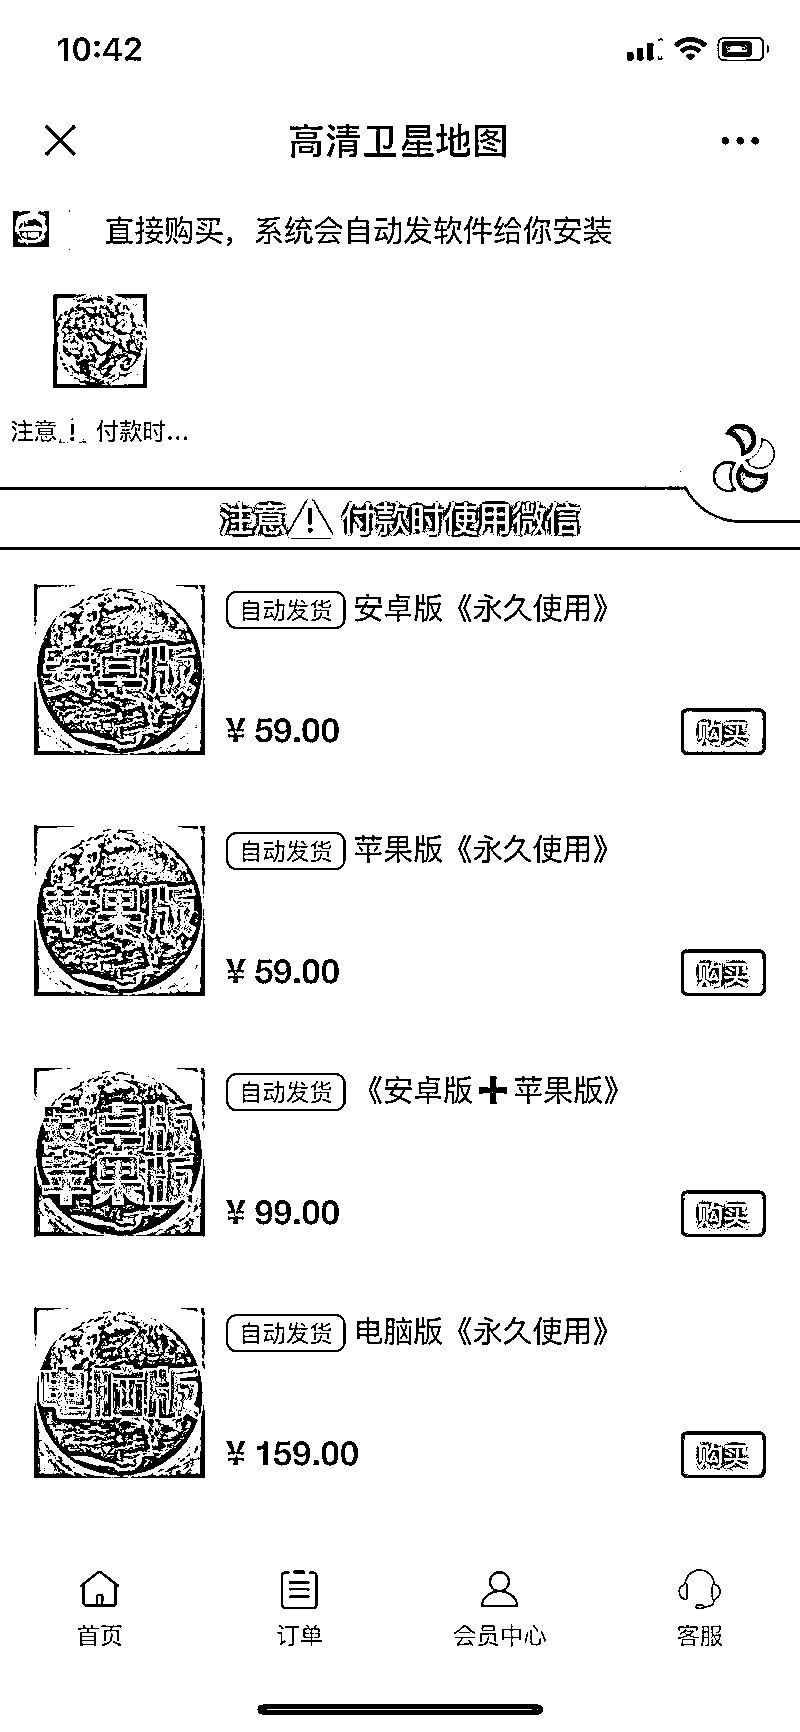 10:42
高清卫星地图
直接购买，系统会自动发软件给你安装
注意 ! 付款时...
注意⚠付款时使用微信
安卓版
自动发货 安卓版《永久使用》
¥ 59.00
购买
苹果版
自动发货 苹果版《永久使用》
¥ 59.00
购买
安卓版
苹果版
自动发货 《安卓版➕苹果版》
¥ 99.00
购买
电脑版
自动发货 电脑版《永久使用》
¥ 159.00
购买
首页 订单 会员中心 客服